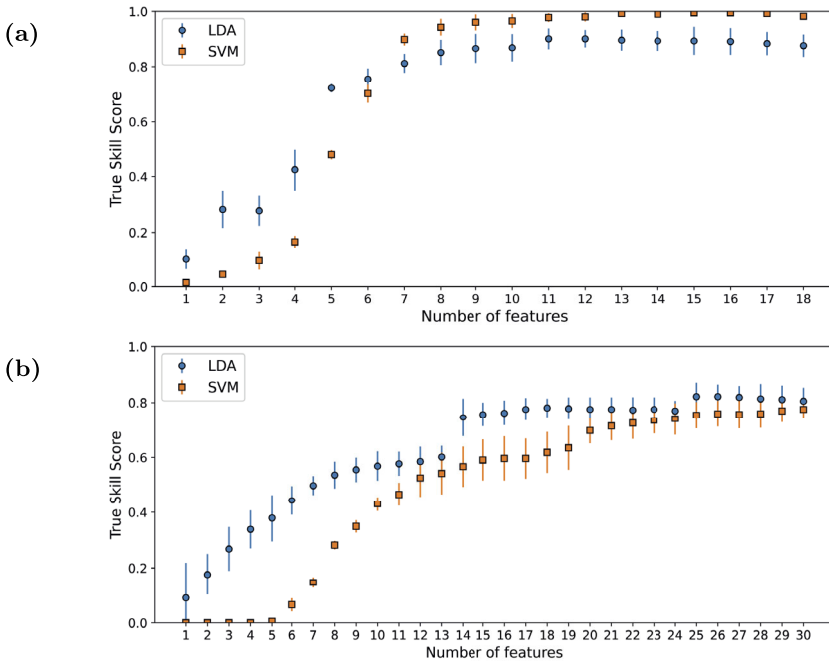 (a)
LDA
SVM
True Skill Score
1.0
0.8
0.6
0.4
0.2
0.0
1 2 3 4 5 6 7 8 9 10 11 12 13 14 15 16 17 18
Number of features
(b)
LDA
SVM
True Skill Score
1.0
0.8
0.6
0.4
0.2
0.0
1 2 3 4 5 6 7 8 9 10 11 12 13 14 15 16 17 18 19 20 21 22 23 24 25 26 27 28 29 30
Number of features